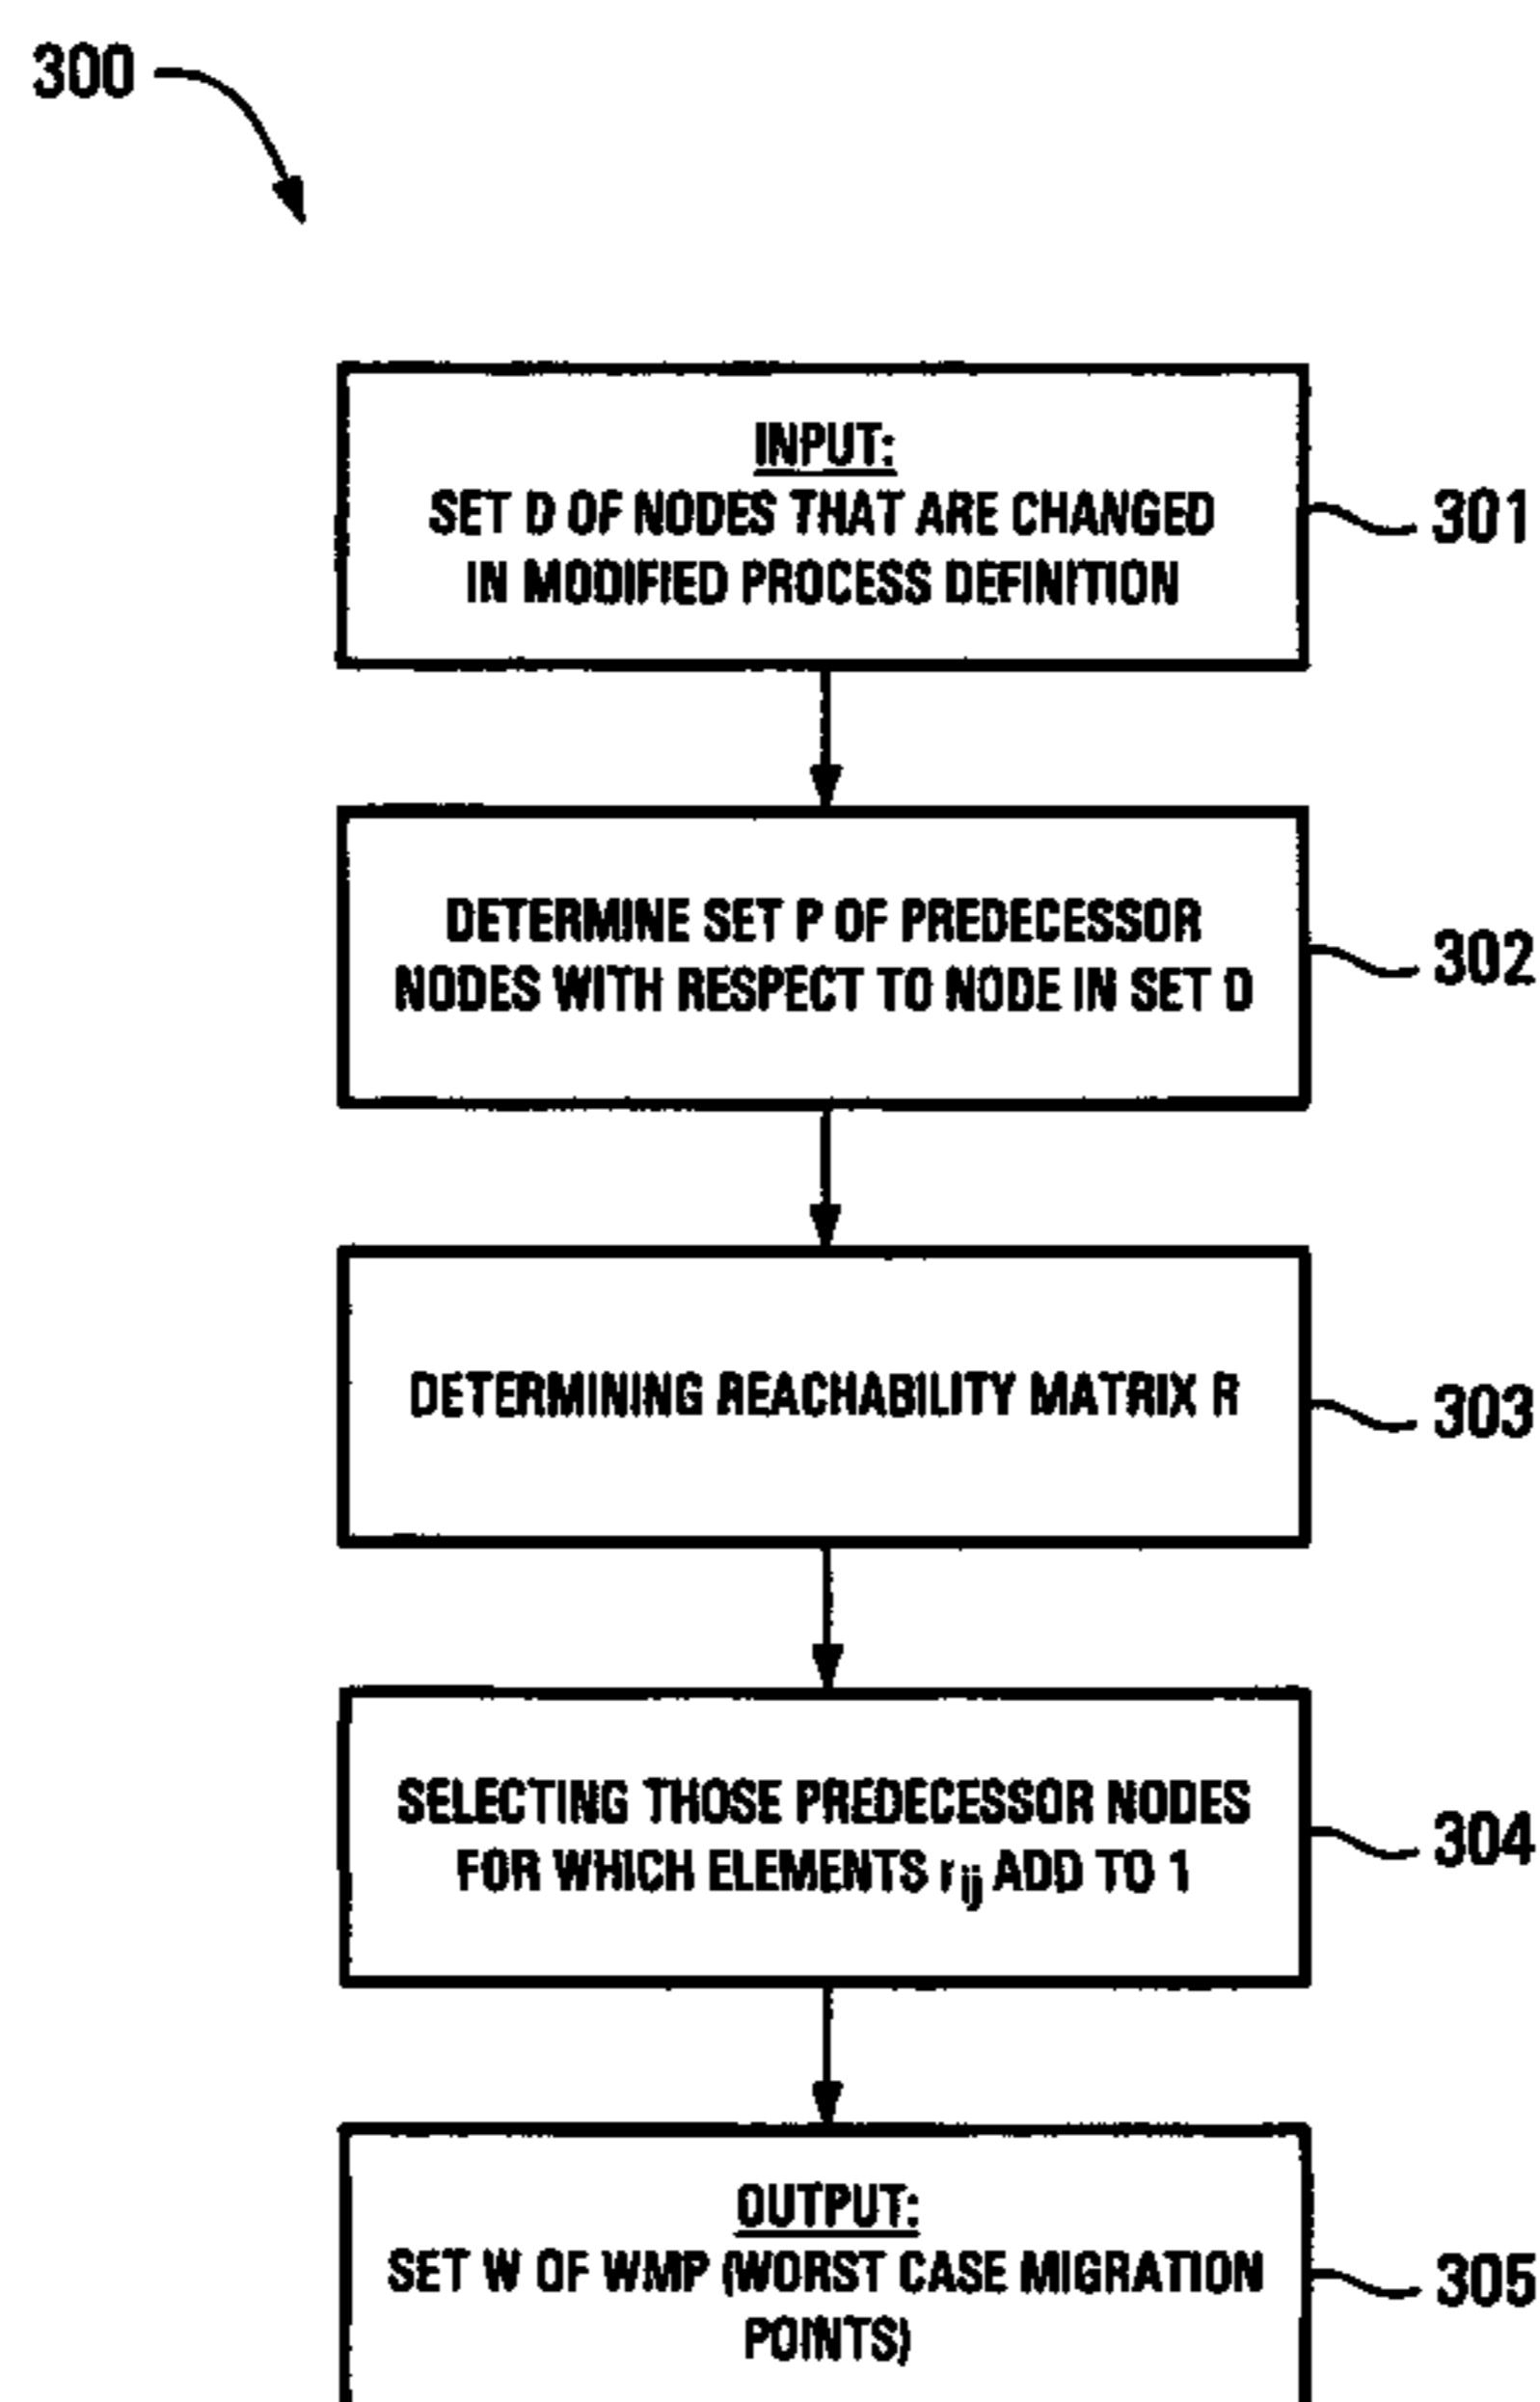 300
INPUT:
SET D OF NODES THAT ARE CHANGED
IN MODIFIED PROCESS DEFINITION
301
DETERMINE SET P OF PREDECESSOR
NODES WITH RESPECT TO NODE IN SET D
302
DETERMINING REACHABILITY MATRIX R
303
SELECTING THOSE PREDECESSOR NODES
FOR WHICH ELEMENTS rij ADD TO 1
304
OUTPUT:
SET W OF WMP (WORST CASE MIGRATION
POINTS)
305